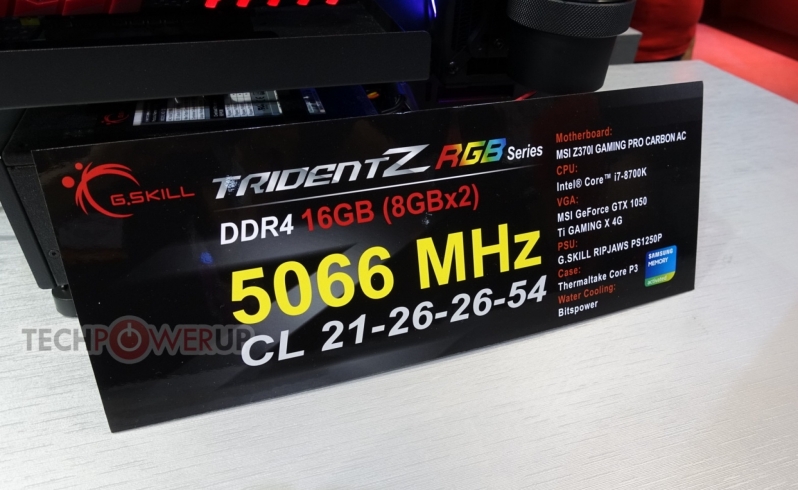 G.SKILL
TRIDENTZ RGB Series
DDR4 16GB (8GBx2)
5066 MHz
CL 21-26-26-54
Motherboard:
MSI Z370I GAMING PRO CARBON AC
CPU:
Intel® Core™ i7-8700K
VGA:
MSI GeForce GTX 1050
Ti GAMING X 4G
PSU:
G.SKILL RIPJAWS PS1250P
Case:
Thermaltake Core P3
Water Cooling:
Bitspower
SAMSUNG
MEMORY
TECHPOWERUP